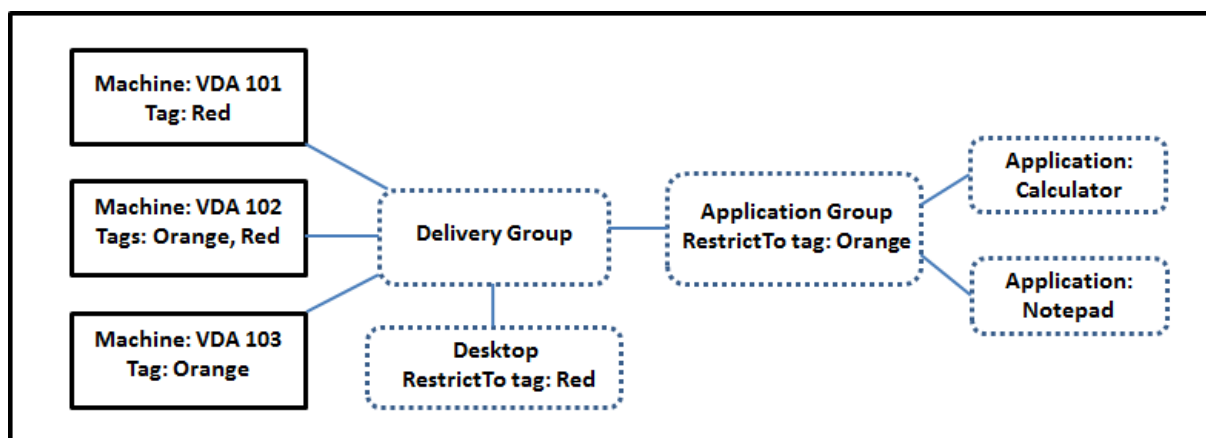 Machine: VDA 101
Tag: Red
Machine: VDA 102
Tags: Orange, Red
Machine: VDA 103
Tag: Orange
Delivery Group
Desktop
RestrictTo tag: Red
Application Group
RestrictTo tag: Orange
Application:
Calculator
Application:
Notepad